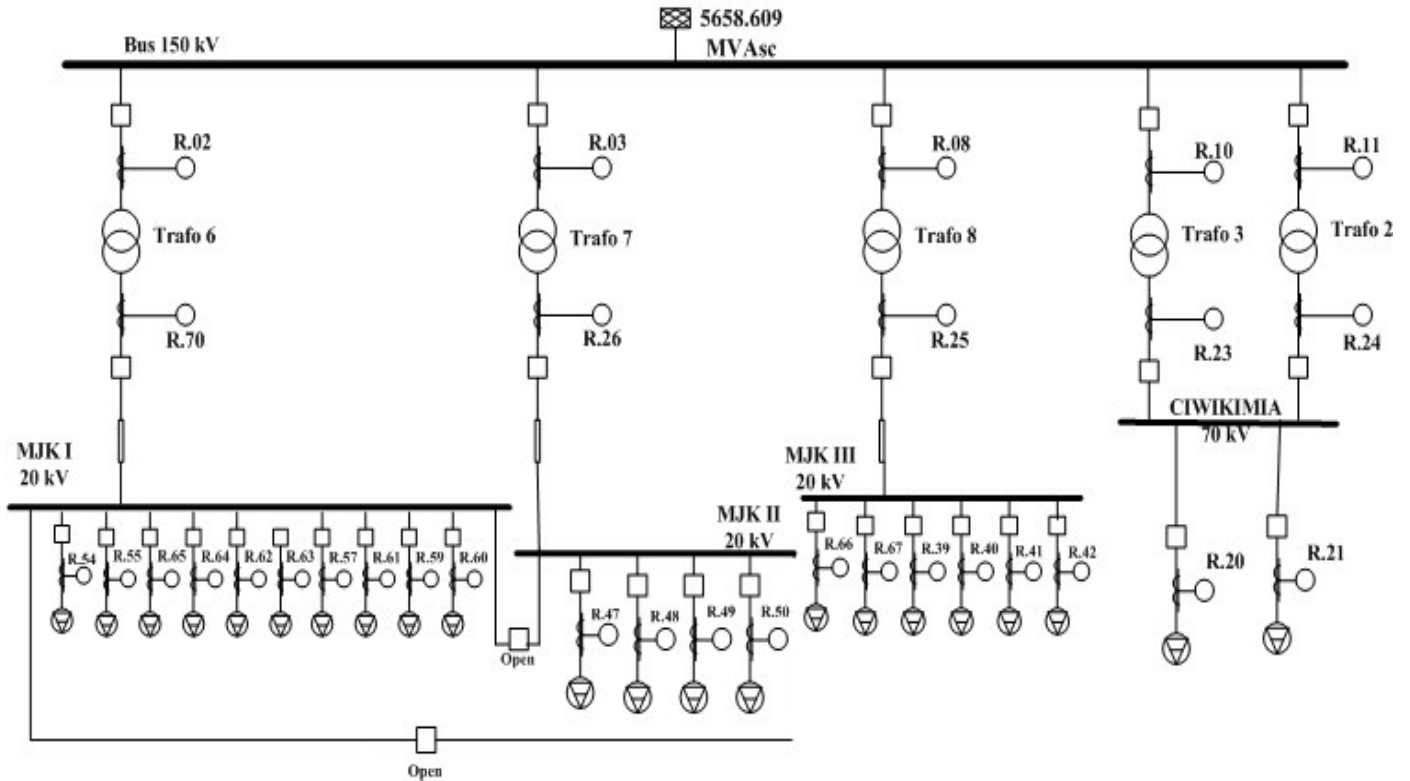 5658.609
MVAsc
Bus 150 kV
R.02
R.03
R.08
R.10
R.11
Trafo 6
Trafo 7
Trafo 8
Trafo 3
Trafo 2
R.70
R.26
R.25
R.23
R.24
CIWIKIMIA
70 kV
MJK I
20 kV
MJK III
20 kV
MJK II
20 kV
R.54
R.55
R.65
R.64
R.62
R.63
R.57
R.61
R.59
R.60
R.66
R.67
R.39
R.40
R.41
R.42
R.20
R.21
R.47
R.48
R.49
R.50
Open
Open